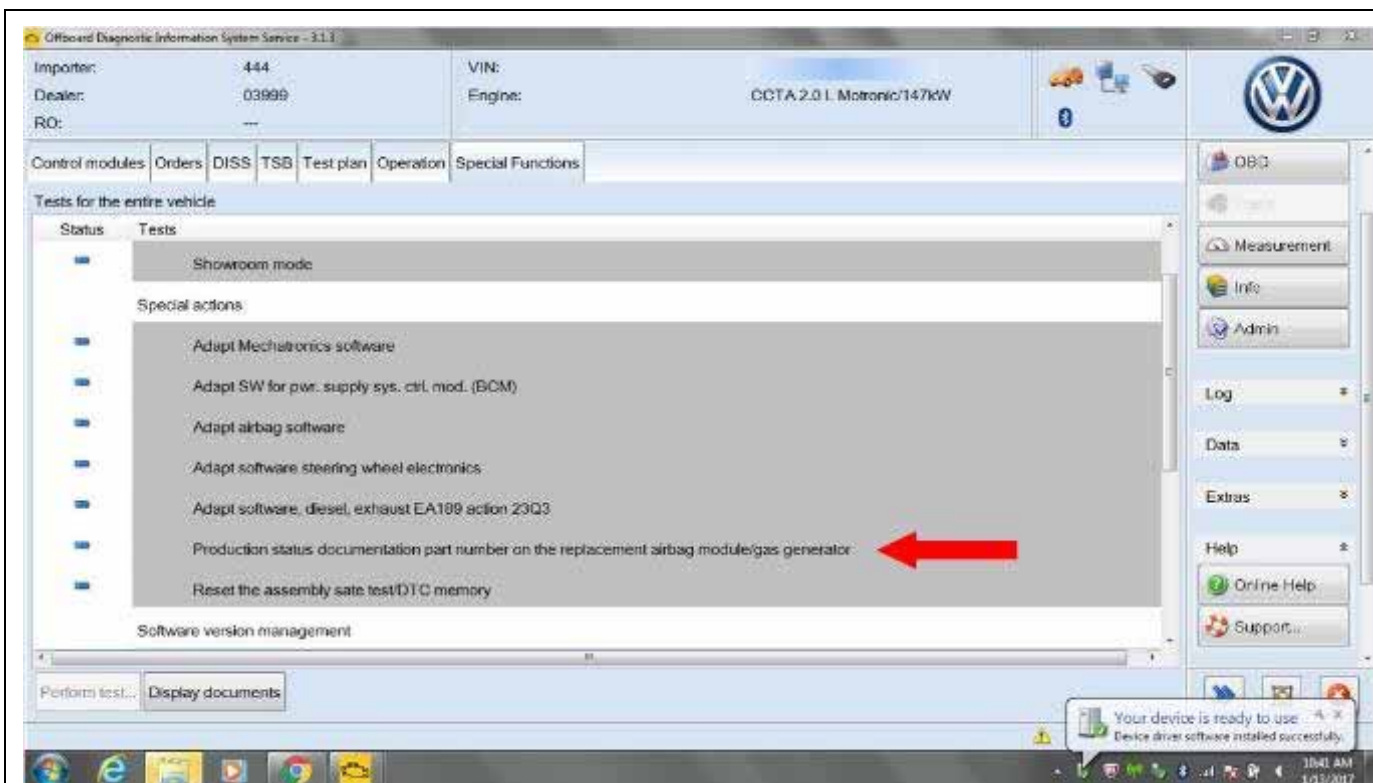 Offboard Diagnostic Information System Service - 3.1.3
Importer: 444 VIN:
Dealer: 03999 Engine: CCTA 2.0 L Motronic/147kW
RO: ---
Control modules Orders DISS TSB Test plan Operation Special Functions
Tests for the entire vehicle
Status Tests
Showroom mode
Special actions
Adapt Mechatronics software
Adapt SW for pwr. supply sys. ctrl. mod. (BCM)
Adapt airbag software
Adapt software steering wheel electronics
Adapt software, diesel, exhaust EA189 action 23Q3
Production status documentation part number on the replacement airbag module/gas generator
Reset the assembly sate test/DTC memory
Software version management
Perform test... Display documents
OBD
Measurement
Info
Admin
Log
Data
Extras
Help
Online Help
Support...
Your device is ready to use
Device driver software installed successfully.
10:41 AM
1/13/2017